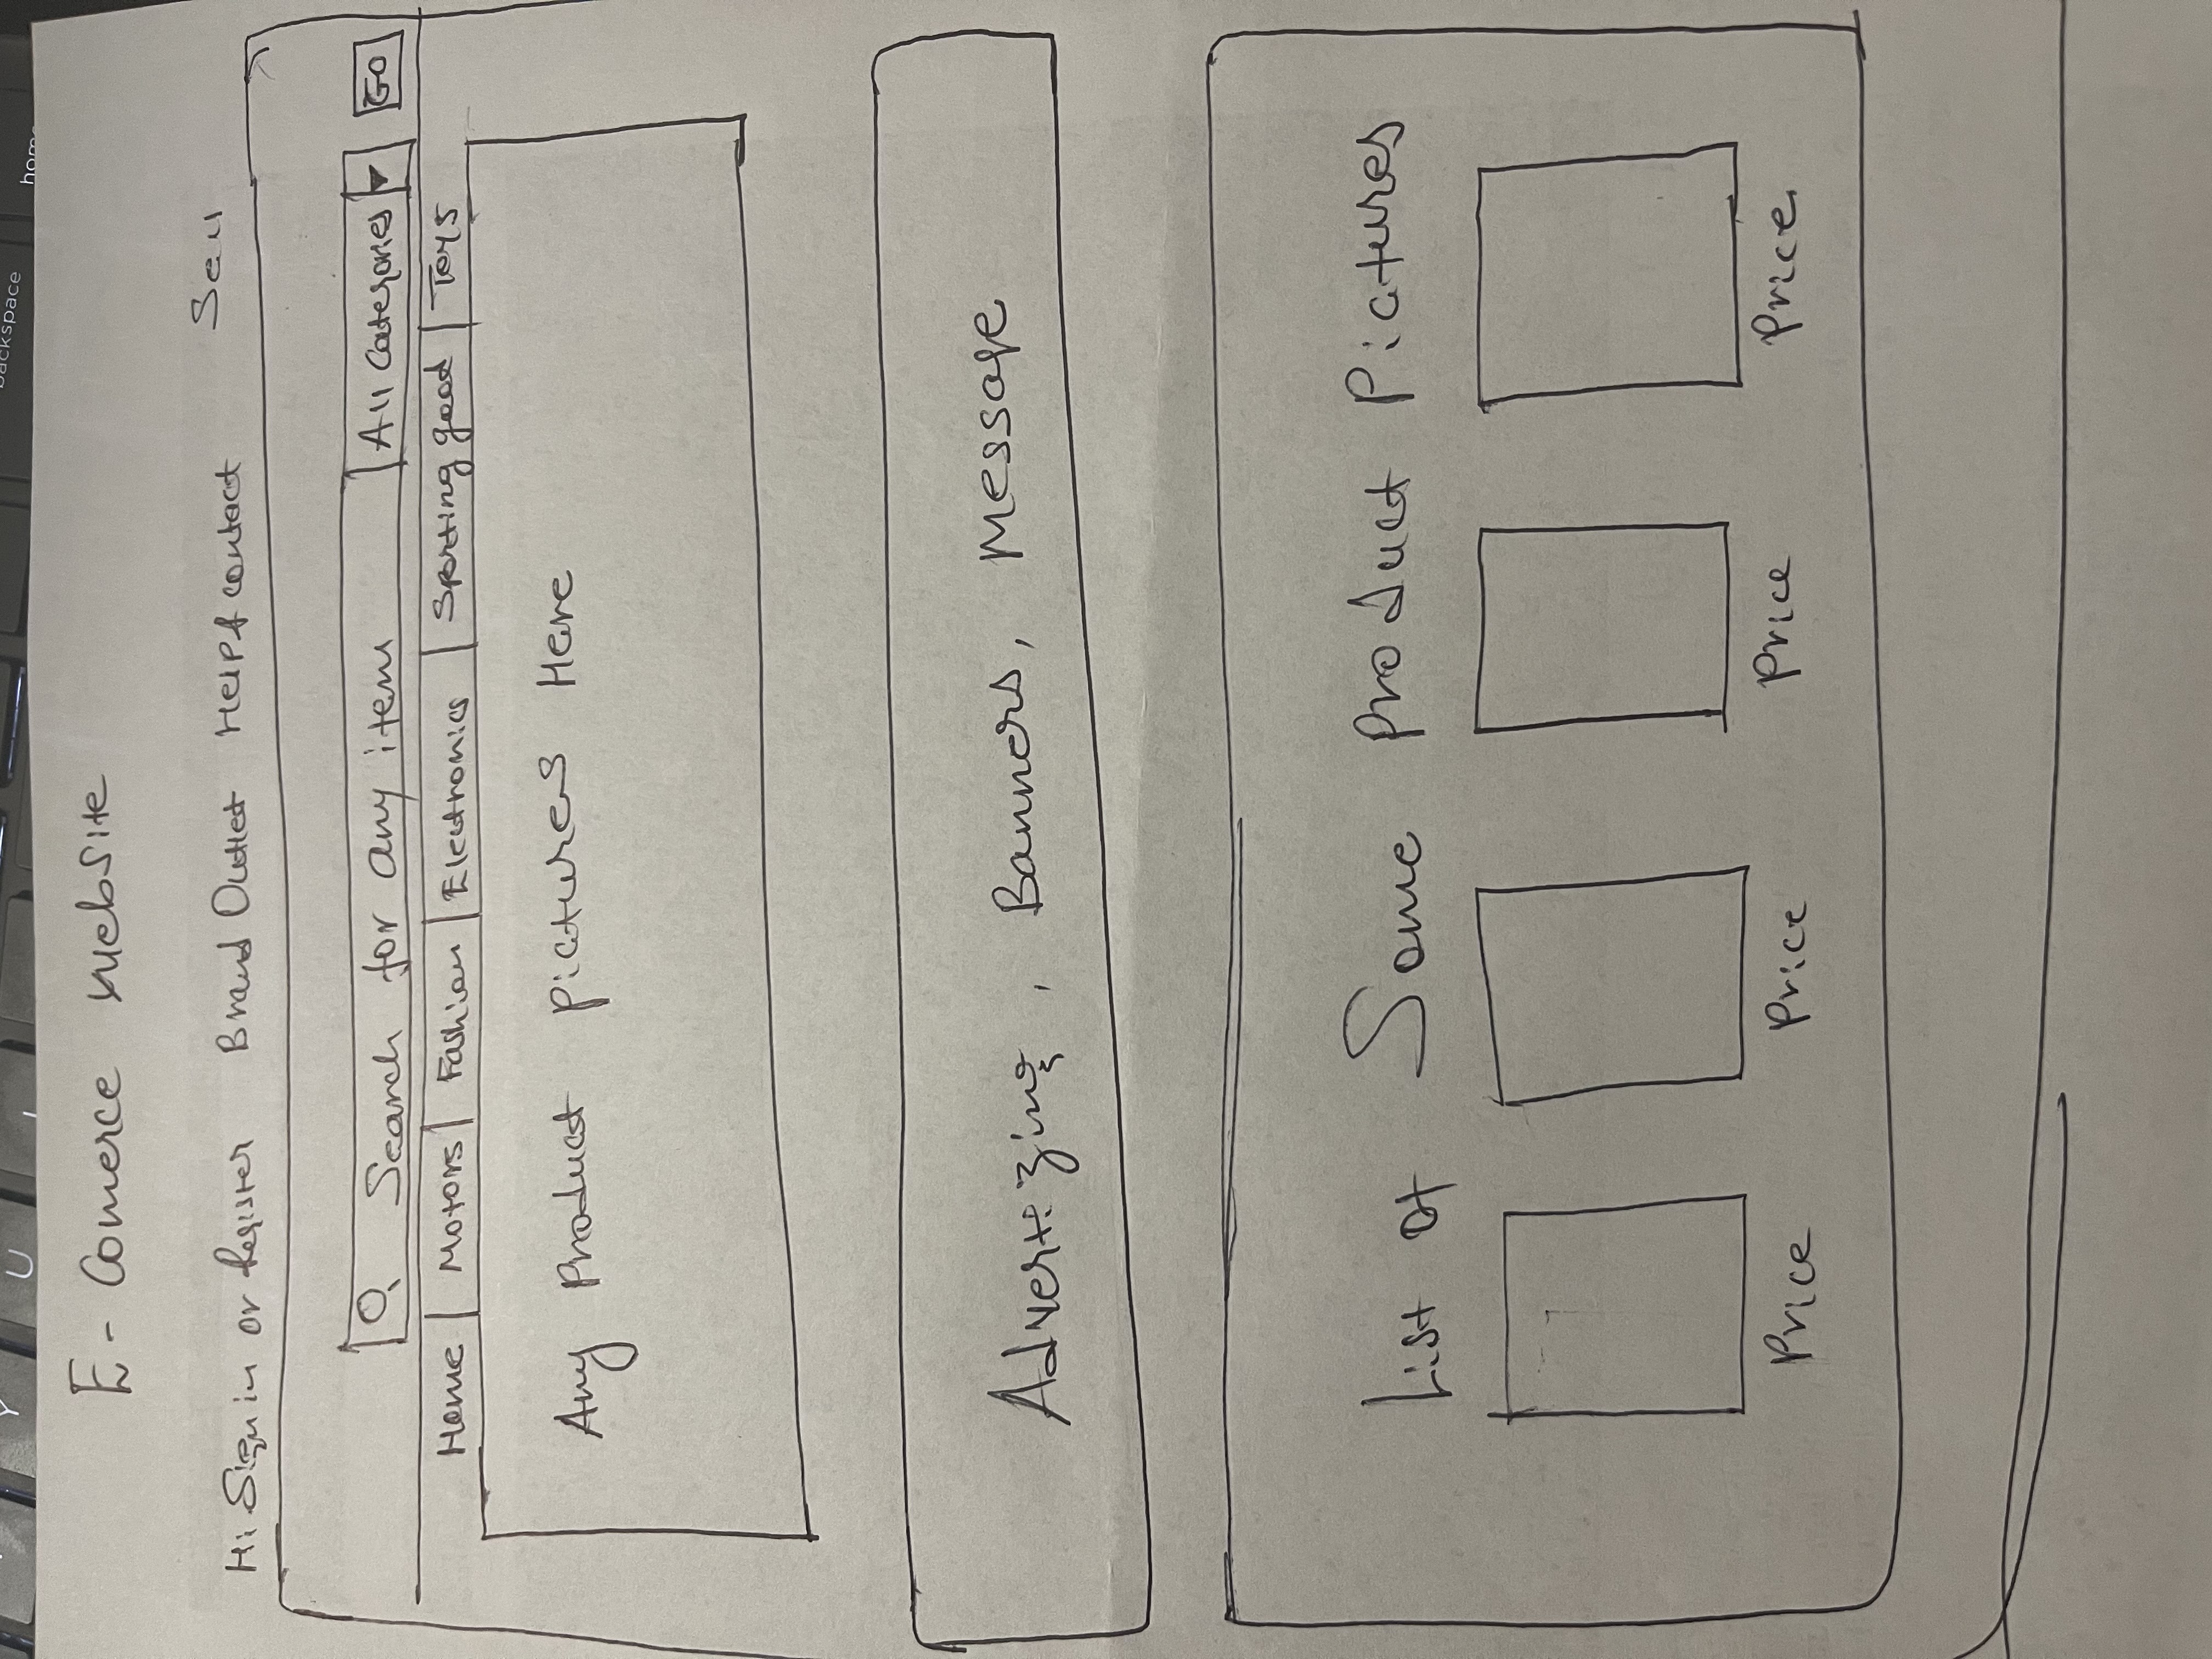 Y U backspace home
E - Comerce website
Hi Sign in or Register Brand Outlet Help & contact Sell
Search for any item All Categories GO
Home Motors Fashion Electronics Sporting good Toys
Any Product pictures Here
Advertizing, Banners, Message
List of Some product Pictures
Price Price Price Price